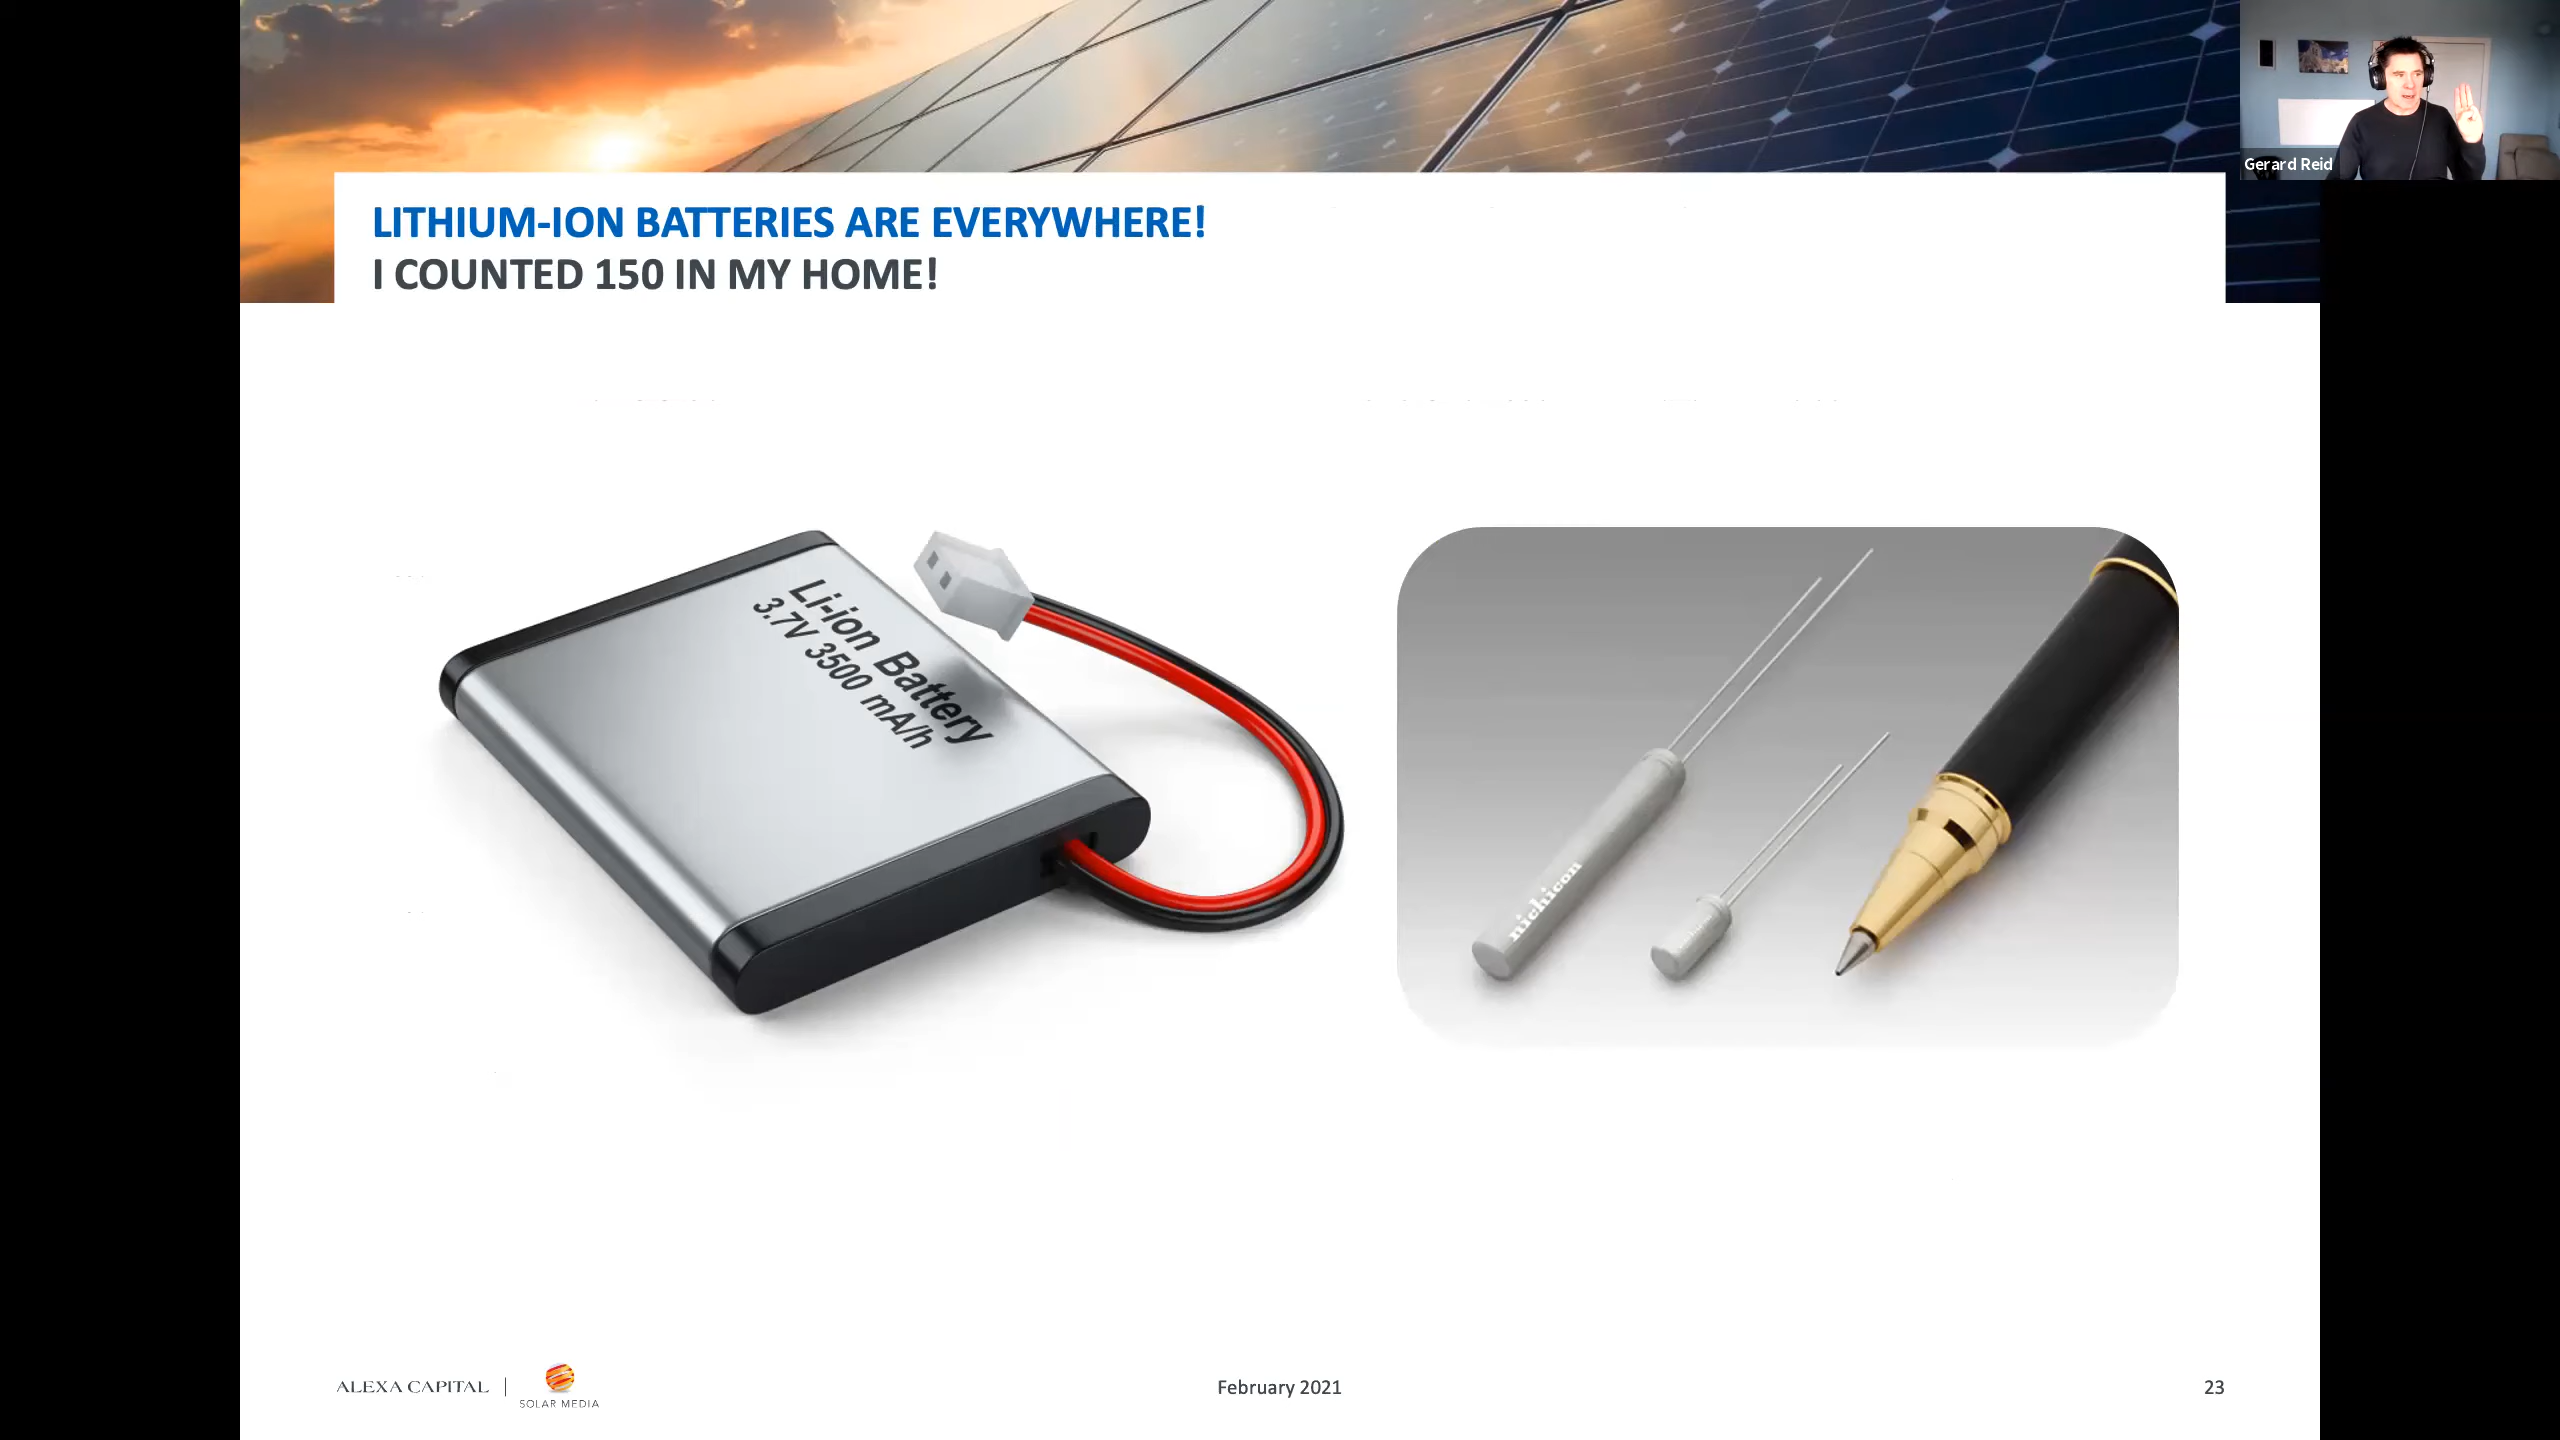 Gerard Reid
LITHIUM-ION BATTERIES ARE EVERYWHERE!
I COUNTED 150 IN MY HOME!
Li-ion Battery
3.7V 3500 mA/h
nichicon
ALEXA CAPITAL
SOLAR MEDIA
February 2021
23